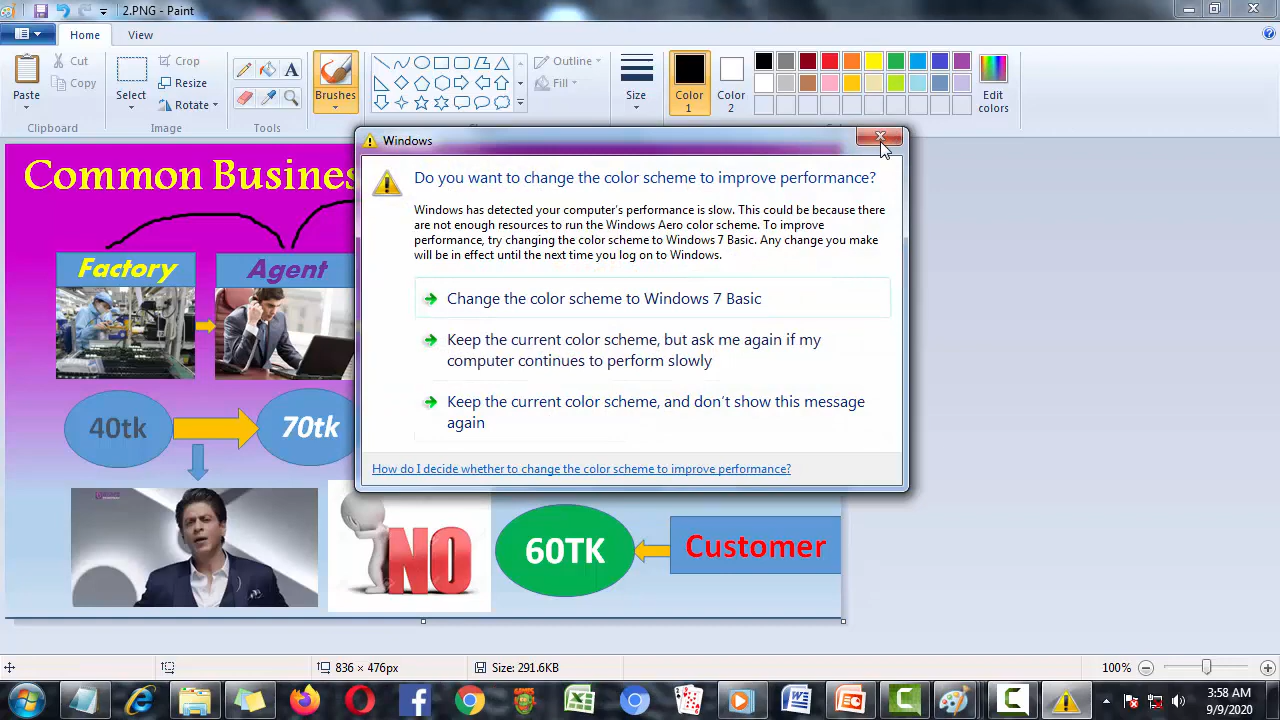 2.PNG - Paint
Home
View
Paste
Cut
Copy
Clipboard
Select
Crop
Resize
Rotate
Image
Tools
Brushes
Outline
Fill
Size
Color
1
Color
2
Edit
colors
Common Busines
Factory
Agent
40tk
70tk
NO
60TK
Customer
Windows
Do you want to change the color scheme to improve performance?
Windows has detected your computer's performance is slow. This could be because there
are not enough resources to run the Windows Aero color scheme. To improve
performance, try changing the color scheme to Windows 7 Basic. Any change you make
will be in effect until the next time you log on to Windows.
Change the color scheme to Windows 7 Basic
Keep the current color scheme, but ask me again if my
computer continues to perform slowly
Keep the current color scheme, and don't show this message
again
How do I decide whether to change the color scheme to improve performance?
836 × 476px
Size: 291.6KB
100%
3:58 AM
9/9/2020